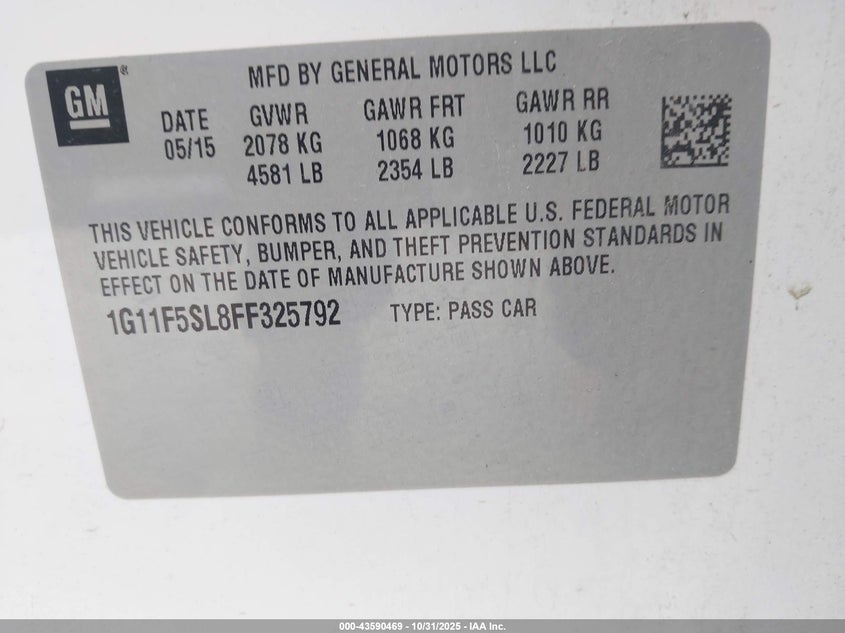 GM®
MFD BY GENERAL MOTORS LLC
DATE GVWR GAWR FRT GAWR RR
05/15 2078 KG 1068 KG 1010 KG
4581 LB 2354 LB 2227 LB
THIS VEHICLE CONFORMS TO ALL APPLICABLE U.S. FEDERAL MOTOR
VEHICLE SAFETY, BUMPER, AND THEFT PREVENTION STANDARDS IN
EFFECT ON THE DATE OF MANUFACTURE SHOWN ABOVE.
1G11F5SL8FF325792 TYPE: PASS CAR
000-43590469 - 10/31/2025 - IAA Inc.